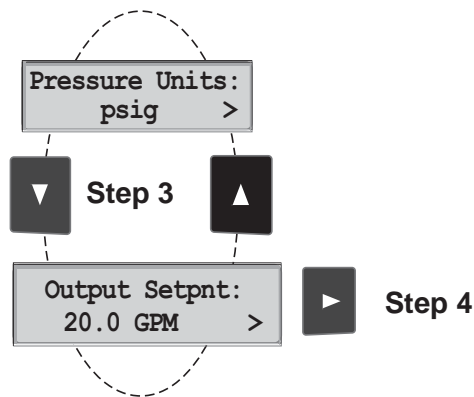 Pressure Units:
psig >
Step 3
Output Setpnt:
20.0 GPM >
Step 4